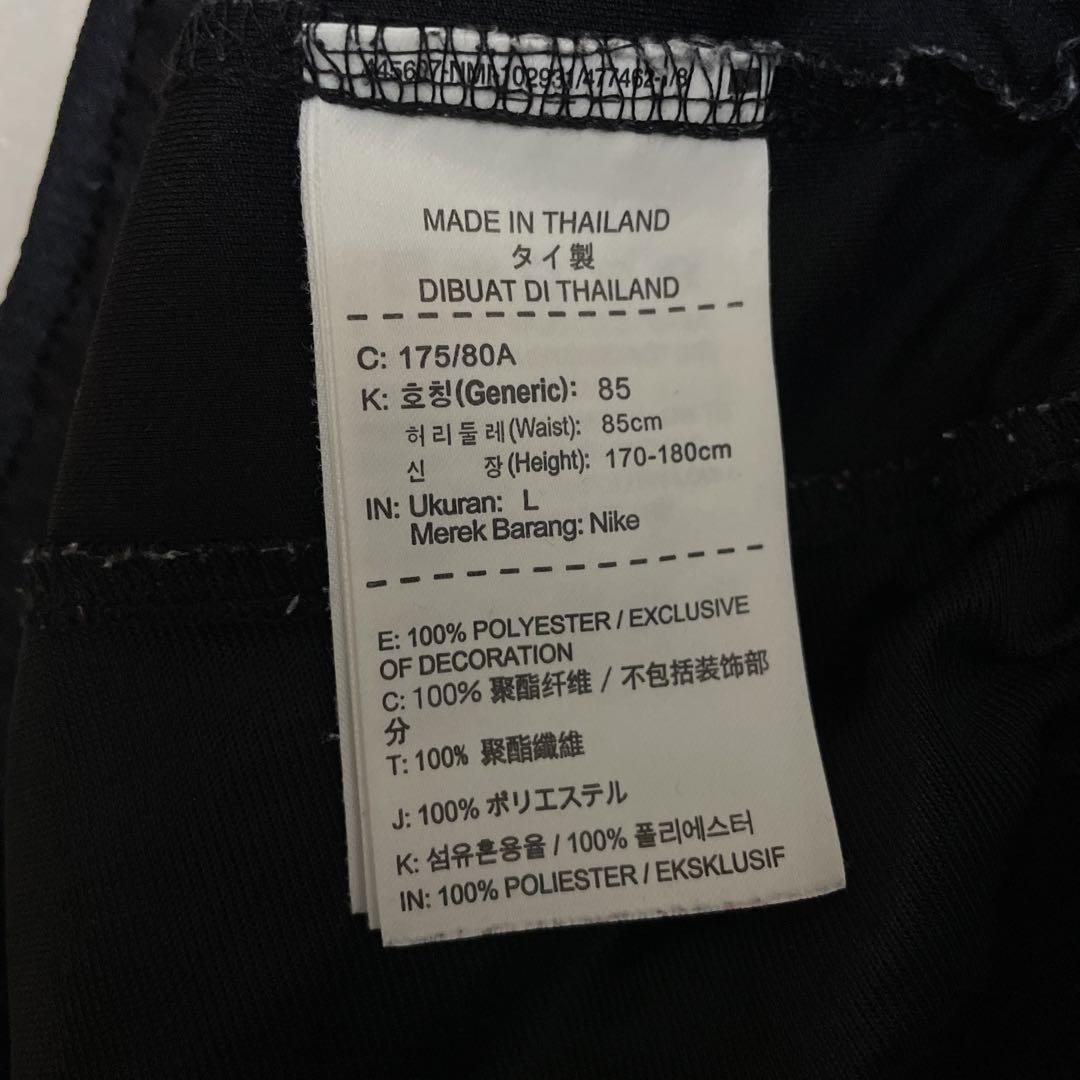 MADE IN THAILAND
タイ製
DIBUAT DI THAILAND
C: 175/80A
K: 호칭(Generic): 85
허리둘레(Waist): 85cm
신 장(Height): 170-180cm
IN: Ukuran: L
Merek Barang: Nike
E: 100% POLYESTER / EXCLUSIVE
OF DECORATION
C: 100% 聚酯纤维 / 不包括装饰部
分
T: 100% 聚酯纖維
J: 100% ポリエステル
K: 섬유혼용율 / 100% 폴리에스터
IN: 100% POLIESTER / EKSKLUSIF